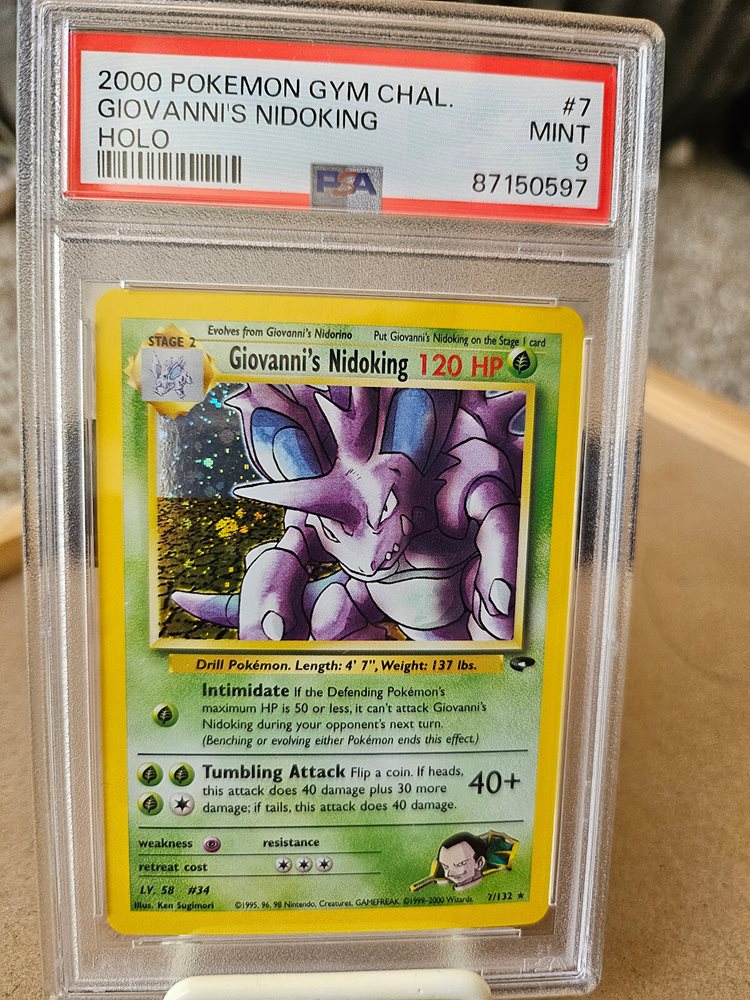 2000 POKEMON GYM CHAL. #7
GIOVANNI'S NIDOKING MINT
HOLO 9
PSA 87150597
STAGE 2 Evolves from Giovanni's Nidorino Put Giovanni's Nidoking on the Stage 1 card
Giovanni's Nidoking 120 HP
Drill Pokémon. Length: 4' 7", Weight: 137 lbs.
Intimidate If the Defending Pokémon's
maximum HP is 50 or less, it can't attack Giovanni's
Nidoking during your opponent's next turn.
(Benching or evolving either Pokémon ends this effect.)
Tumbling Attack Flip a coin. If heads,
this attack does 40 damage plus 30 more
damage; if tails, this attack does 40 damage.
40+
weakness resistance
retreat cost
LV. 58 #34
Illus. Ken Sugimori ©1995, 96, 98 Nintendo, Creatures, GAMEFREAK. ©1999-2000 Wizards. 7/132 ★
PSA